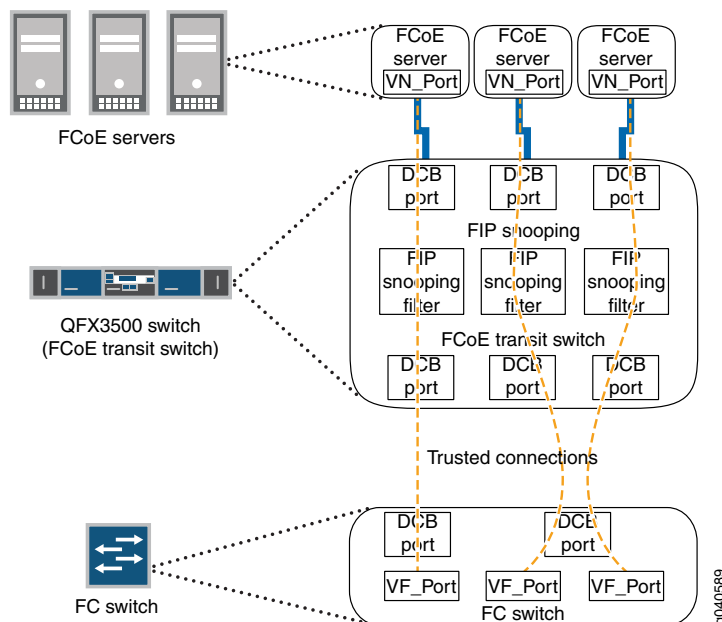 FCoE FCoE FCoE
server server server
VN_Port VN_Port VN_Port
FCoE servers
DCB DCB DCB
port port port
FIP snooping
FIP FIP FIP
snooping snooping snooping
filter filter filter
QFX3500 switch
(FCoE transit switch)
FCoE transit switch
DCB DCB DCB
port port port
Trusted connections
DCB DCB
port port
VF_Port VF_Port VF_Port
FC switch
FC switch
g040589